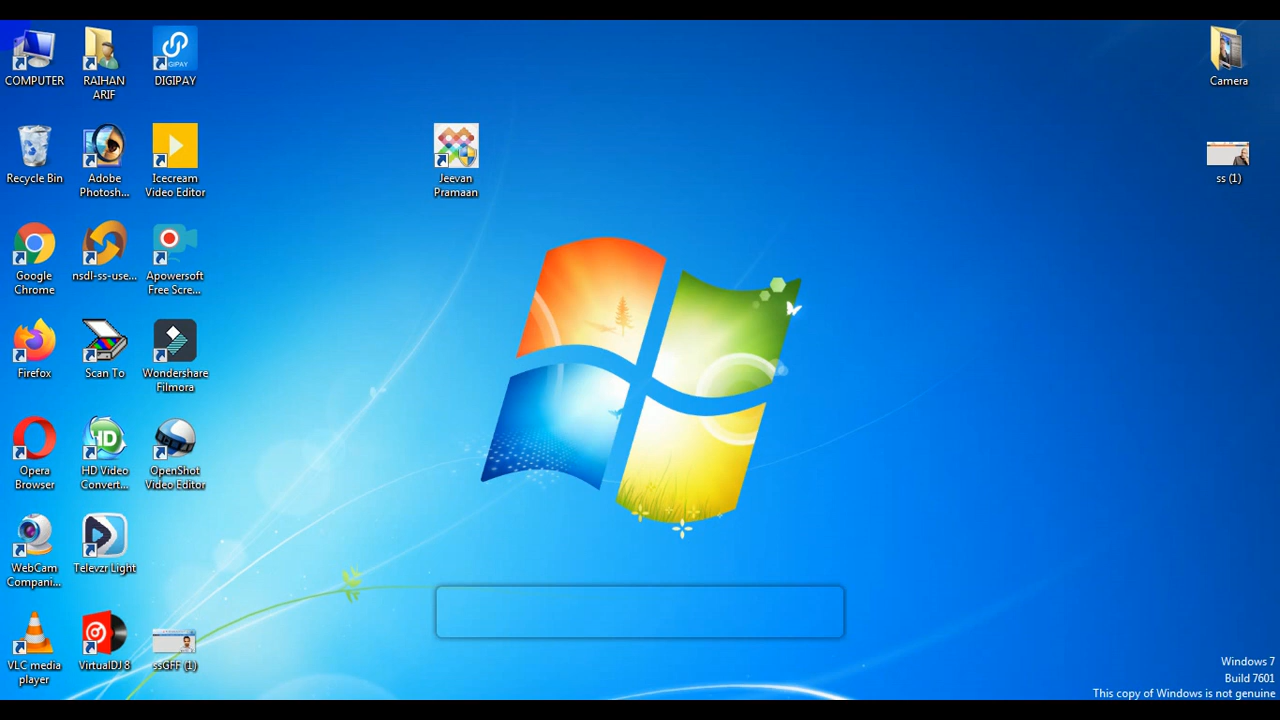 COMPUTER
RAIHAN
ARIF
DIGIPAY
Camera
Recycle Bin
Adobe
Photosh...
Icecream
Video Editor
Jeevan
Pramaan
ss (1)
Google
Chrome
nsdl-ss-use...
Apowersoft
Free Scre...
Firefox
Scan To
Wondershare
Filmora
HD
Opera
Browser
HD Video
Convert...
OpenShot
Video Editor
WebCam
Compani...
Televzr Light
VLC media
player
VirtualDJ 8
ssGFF (1)
Windows 7
Build 7601
This copy of Windows is not genuine